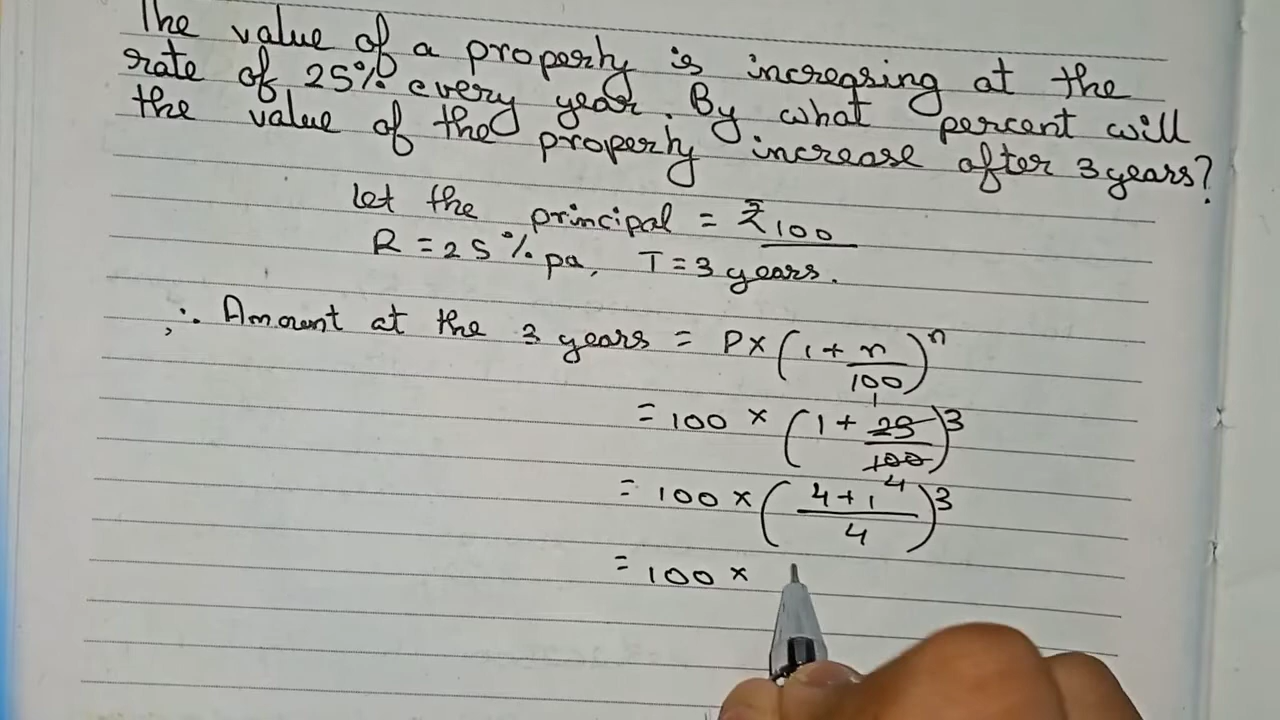 The value of a property is increasing at the
rate of 25% every year. By what percent will
the value of the property increase after 3 years?
Let the principal = ₹100
R = 25% pa, T = 3 years.
∴ Amount at the 3 years = P × (1 + r/100)^n
= 100 × (1 + 25/100)^3
1
4
= 100 × (4+1/4)^3
= 100 ×